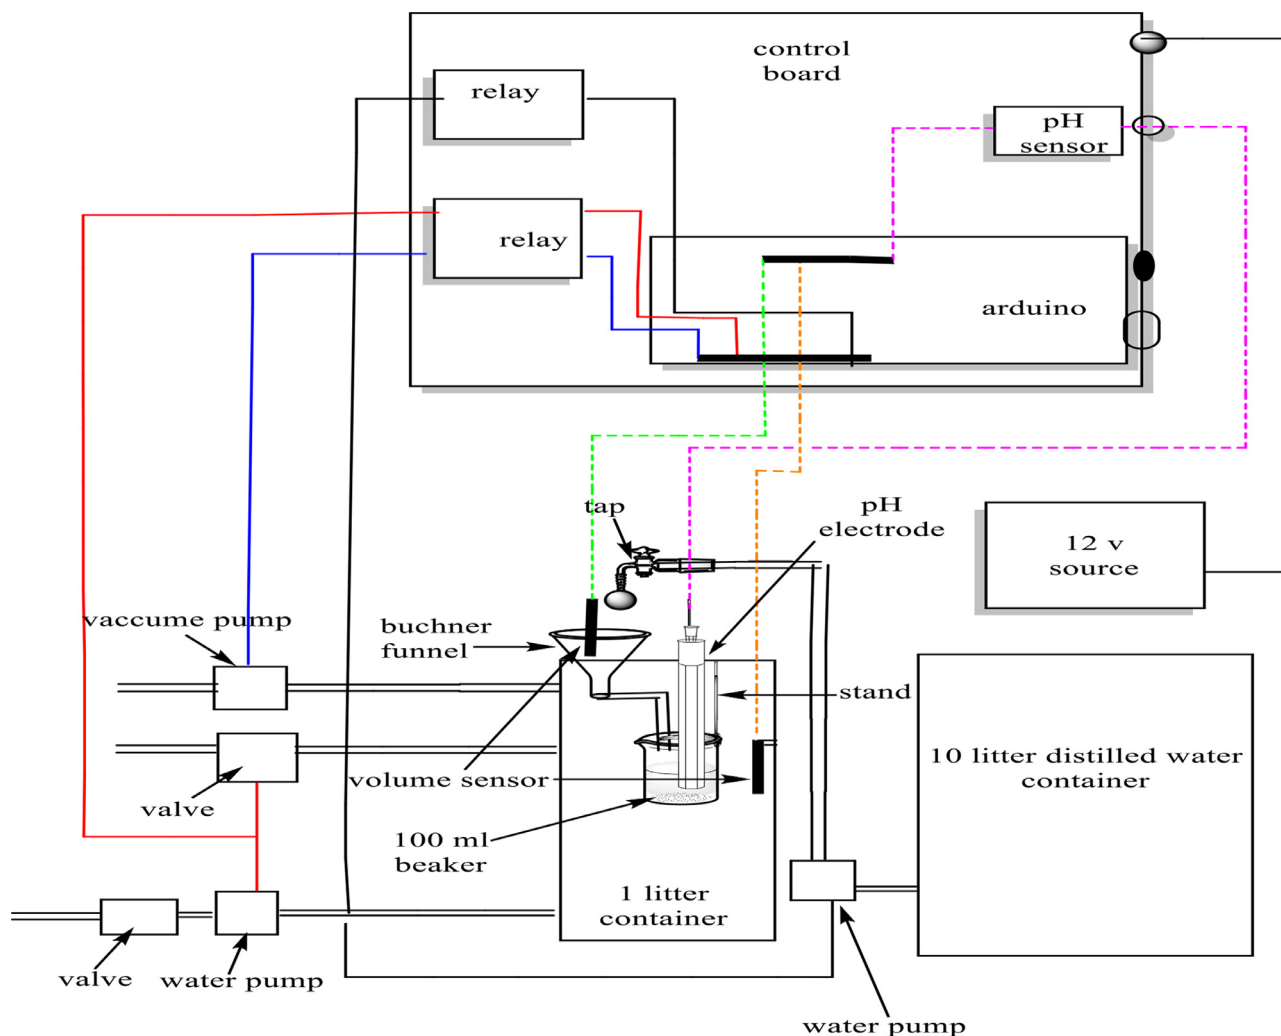 control
board
relay
pH
sensor
relay
arduino
tap
pH
electrode
12 v
source
vaccume pump
buchner
funnel
stand
10 litter distilled water
container
volume sensor
valve
100 ml
beaker
1 litter
container
valve
water pump
water pump